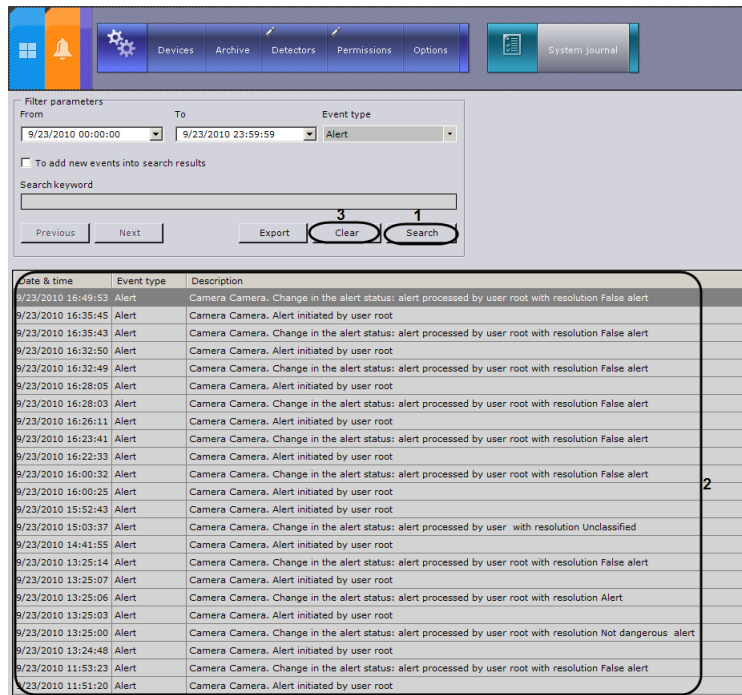 Devices Archive Detectors Permissions Options System journal
Filter parameters
From To Event type
9/23/2010 00:00:00 9/23/2010 23:59:59 Alert
To add new events into search results
Search keyword
3 1
Previous Next Export Clear Search
Date & time Event type Description
9/23/2010 16:49:53 Alert Camera Camera. Change in the alert status: alert processed by user root with resolution False alert
9/23/2010 16:35:45 Alert Camera Camera. Alert initiated by user root
9/23/2010 16:35:43 Alert Camera Camera. Change in the alert status: alert processed by user root with resolution False alert
9/23/2010 16:32:50 Alert Camera Camera. Alert initiated by user root
9/23/2010 16:32:49 Alert Camera Camera. Change in the alert status: alert processed by user root with resolution False alert
9/23/2010 16:28:05 Alert Camera Camera. Alert initiated by user root
9/23/2010 16:28:03 Alert Camera Camera. Change in the alert status: alert processed by user root with resolution False alert
9/23/2010 16:26:11 Alert Camera Camera. Alert initiated by user root
9/23/2010 16:23:41 Alert Camera Camera. Change in the alert status: alert processed by user root with resolution False alert
9/23/2010 16:22:33 Alert Camera Camera. Alert initiated by user root
9/23/2010 16:00:32 Alert Camera Camera. Change in the alert status: alert processed by user root with resolution False alert
9/23/2010 16:00:25 Alert Camera Camera. Alert initiated by user root
2
9/23/2010 15:52:43 Alert Camera Camera. Alert initiated by user root
9/23/2010 15:03:37 Alert Camera Camera. Change in the alert status: alert processed by user with resolution Unclassified
9/23/2010 14:41:55 Alert Camera Camera. Alert initiated by user root
9/23/2010 13:25:14 Alert Camera Camera. Change in the alert status: alert processed by user root with resolution False alert
9/23/2010 13:25:07 Alert Camera Camera. Alert initiated by user root
9/23/2010 13:25:06 Alert Camera Camera. Change in the alert status: alert processed by user root with resolution Alert
9/23/2010 13:25:03 Alert Camera Camera. Alert initiated by user root
9/23/2010 13:25:00 Alert Camera Camera. Change in the alert status: alert processed by user root with resolution Not dangerous alert
9/23/2010 13:24:48 Alert Camera Camera. Alert initiated by user root
9/23/2010 11:53:23 Alert Camera Camera. Change in the alert status: alert processed by user root with resolution False alert
9/23/2010 11:51:20 Alert Camera Camera. Alert initiated by user root